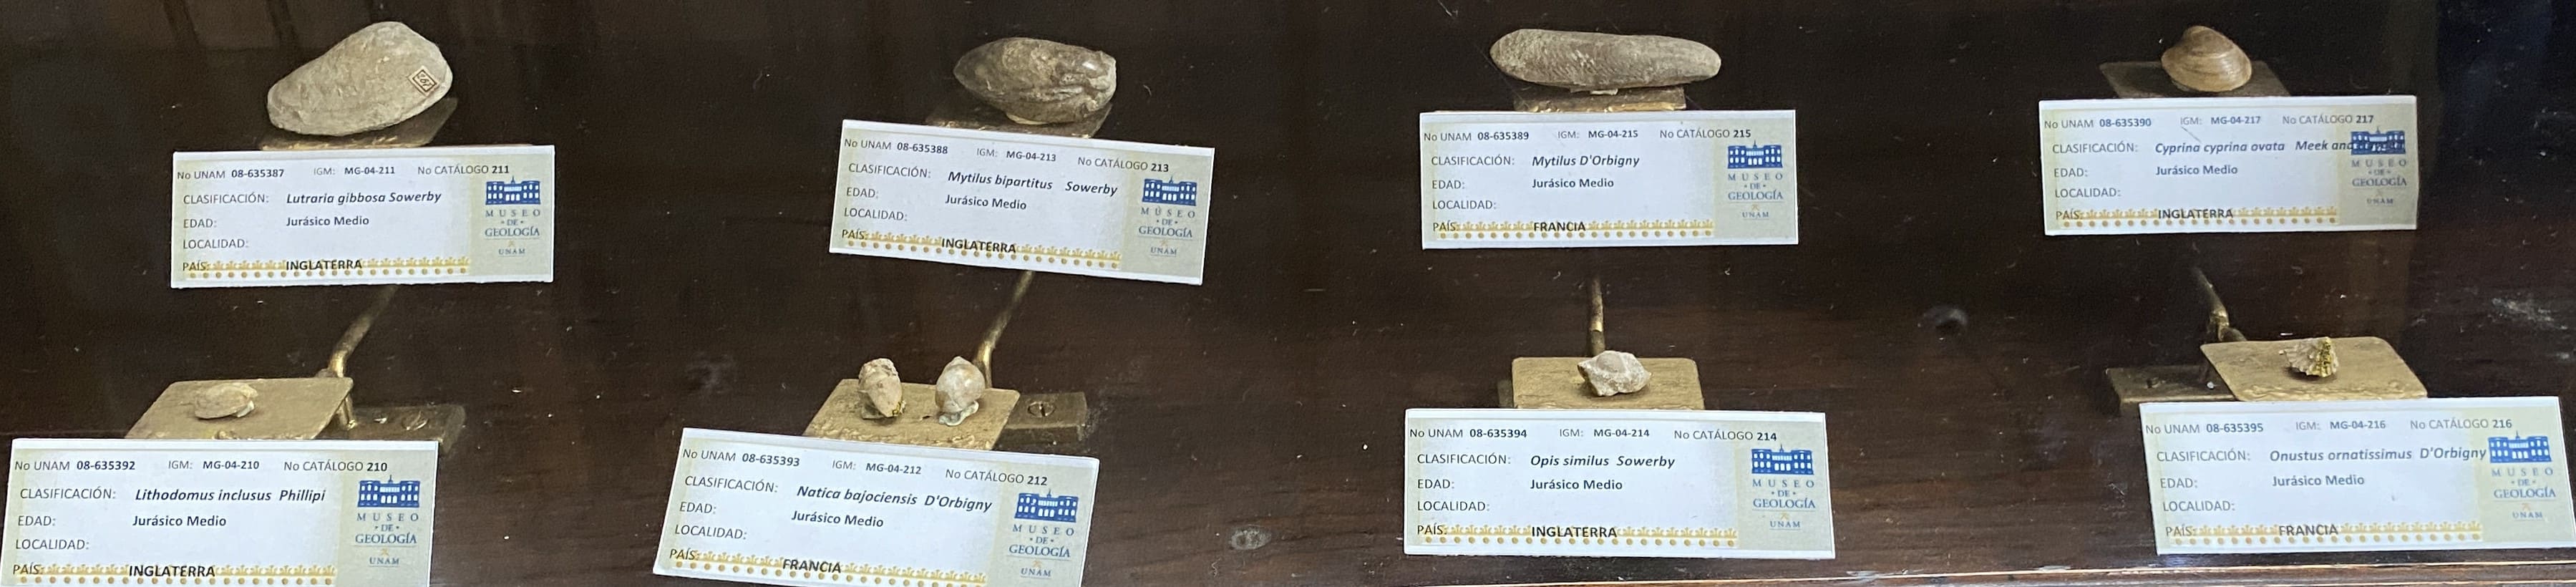 No UNAM 08-635387 IGM: MG-04-211 No CATÁLOGO 211
CLASIFICACIÓN: Lutraria gibbosa Sowerby
EDAD: Jurásico Medio
LOCALIDAD:
PAÍS: INGLATERRA
MUSEO
• DE •
GEOLOGÍA
UNAM
No UNAM 08-635388 IGM: MG-04-213 No CATÁLOGO 213
CLASIFICACIÓN: Mytilus bipartitus Sowerby
EDAD: Jurásico Medio
LOCALIDAD:
PAÍS: INGLATERRA
MUSEO
• DE •
GEOLOGÍA
UNAM
No UNAM 08-635389 IGM: MG-04-215 No CATÁLOGO 215
CLASIFICACIÓN: Mytilus D'Orbigny
EDAD: Jurásico Medio
LOCALIDAD:
PAÍS: FRANCIA
MUSEO
• DE •
GEOLOGÍA
UNAM
No UNAM 08-635390 IGM: MG-04-217 No CATÁLOGO 217
CLASIFICACIÓN: Cyprina cyprina ovata Meek and
EDAD: Jurásico Medio
LOCALIDAD:
PAÍS: INGLATERRA
MUSEO
• DE •
GEOLOGÍA
UNAM
No UNAM 08-635392 IGM: MG-04-210 No CATÁLOGO 210
CLASIFICACIÓN: Lithodomus inclusus Phillipi
EDAD: Jurásico Medio
LOCALIDAD:
PAÍS: INGLATERRA
MUSEO
• DE •
GEOLOGÍA
UNAM
No UNAM 08-635393 IGM: MG-04-212 No CATÁLOGO 212
CLASIFICACIÓN: Natica bajociensis D'Orbigny
EDAD: Jurásico Medio
LOCALIDAD:
PAÍS: FRANCIA
MUSEO
• DE •
GEOLOGÍA
UNAM
No UNAM 08-635394 IGM: MG-04-214 No CATÁLOGO 214
CLASIFICACIÓN: Opis similus Sowerby
EDAD: Jurásico Medio
LOCALIDAD:
PAÍS: INGLATERRA
MUSEO
• DE •
GEOLOGÍA
UNAM
No UNAM 08-635395 IGM: MG-04-216 No CATÁLOGO 216
CLASIFICACIÓN: Onustus ornatissimus D'Orbigny
EDAD: Jurásico Medio
LOCALIDAD:
PAÍS: FRANCIA
MUSEO
• DE •
GEOLOGÍA
UNAM